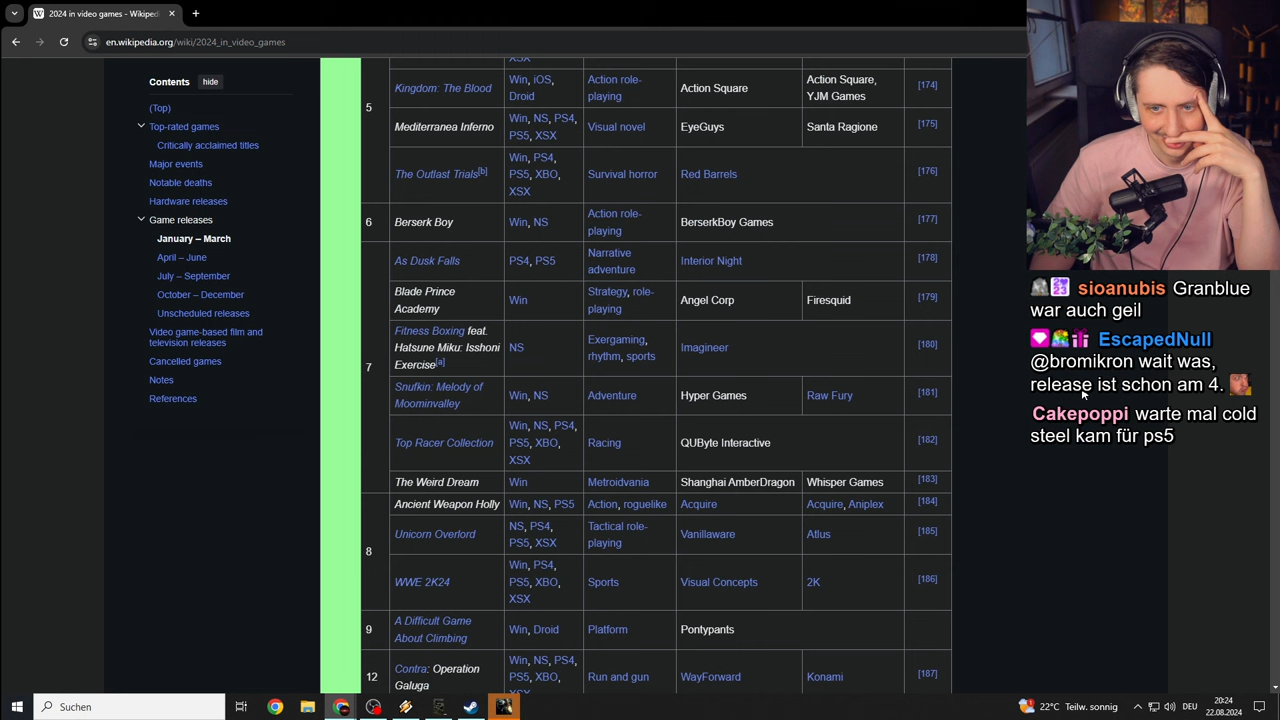 2024 in video games - Wikiped
en.wikipedia.org/wiki/2024_in_video_games
Contents hide
(Top)
Top-rated games
Critically acclaimed titles
Major events
Notable deaths
Hardware releases
Game releases
January – March
April – June
July – September
October – December
Unscheduled releases
Video game-based film and
television releases
Cancelled games
Notes
References
XSX
5
Kingdom: The Blood
Win, iOS,
Droid
Action role-
playing
Action Square
Action Square,
YJM Games
[174]
Mediterranea Inferno
Win, NS, PS4,
PS5, XSX
Visual novel
EyeGuys
Santa Ragione
[175]
The Outlast Trials[b]
Win, PS4,
PS5, XBO,
XSX
Survival horror
Red Barrels
[176]
6
Berserk Boy
Win, NS
Action role-
playing
BerserkBoy Games
[177]
7
As Dusk Falls
PS4, PS5
Narrative
adventure
Interior Night
[178]
Blade Prince
Academy
Win
Strategy, role-
playing
Angel Corp
Firesquid
[179]
Fitness Boxing feat.
Hatsune Miku: Isshoni
Exercise[a]
NS
Exergaming,
rhythm, sports
Imagineer
[180]
Snufkin: Melody of
Moominvalley
Win, NS
Adventure
Hyper Games
Raw Fury
[181]
Top Racer Collection
Win, NS, PS4,
PS5, XBO,
XSX
Racing
QUByte Interactive
[182]
The Weird Dream
Win
Metroidvania
Shanghai AmberDragon
Whisper Games
[183]
8
Ancient Weapon Holly
Win, NS, PS5
Action, roguelike
Acquire
Acquire, Aniplex
[184]
Unicorn Overlord
NS, PS4,
PS5, XSX
Tactical role-
playing
Vanillaware
Atlus
[185]
WWE 2K24
Win, PS4,
PS5, XBO,
XSX
Sports
Visual Concepts
2K
[186]
9
A Difficult Game
About Climbing
Win, Droid
Platform
Pontypants
12
Contra: Operation
Galuga
Win, NS, PS4,
PS5, XBO,
XSX
Run and gun
WayForward
Konami
[187]
2023 sioanubis Granblue
war auch geil
EscapedNull
@bromikron wait was,
release ist schon am 4.
Cakepoppi warte mal cold
steel kam für ps5
Suchen
22°C Teilw. sonnig
DEU
20:24
22.08.2024